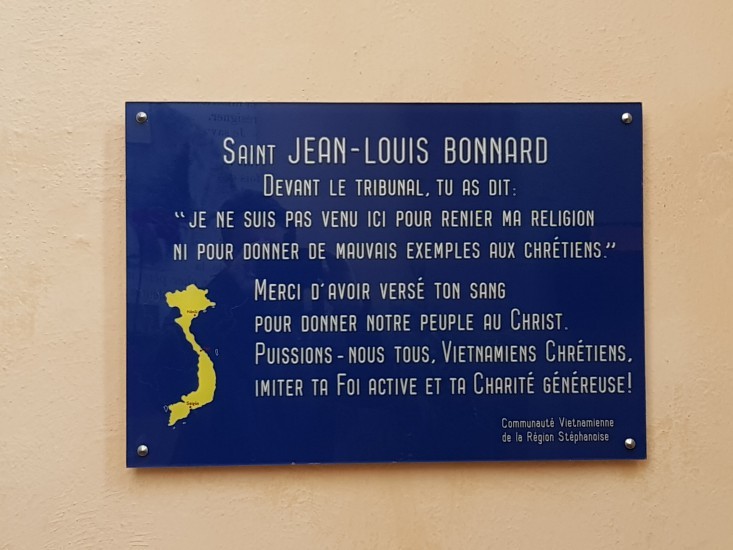 Saint JEAN-LOUIS BONNARD
Devant le tribunal, tu as dit:
“JE NE SUIS PAS VENU ICI POUR RENIER MA RELIGION
NI POUR DONNER DE MAUVAIS EXEMPLES AUX CHRÉTIENS.”
Merci d'avoir versé ton sang
pour donner notre peuple au Christ.
Puissions-nous tous, Vietnamiens Chrétiens,
imiter ta Foi active et ta Charité généreuse!
Communauté Vietnamienne
de la Région Stéphanoise